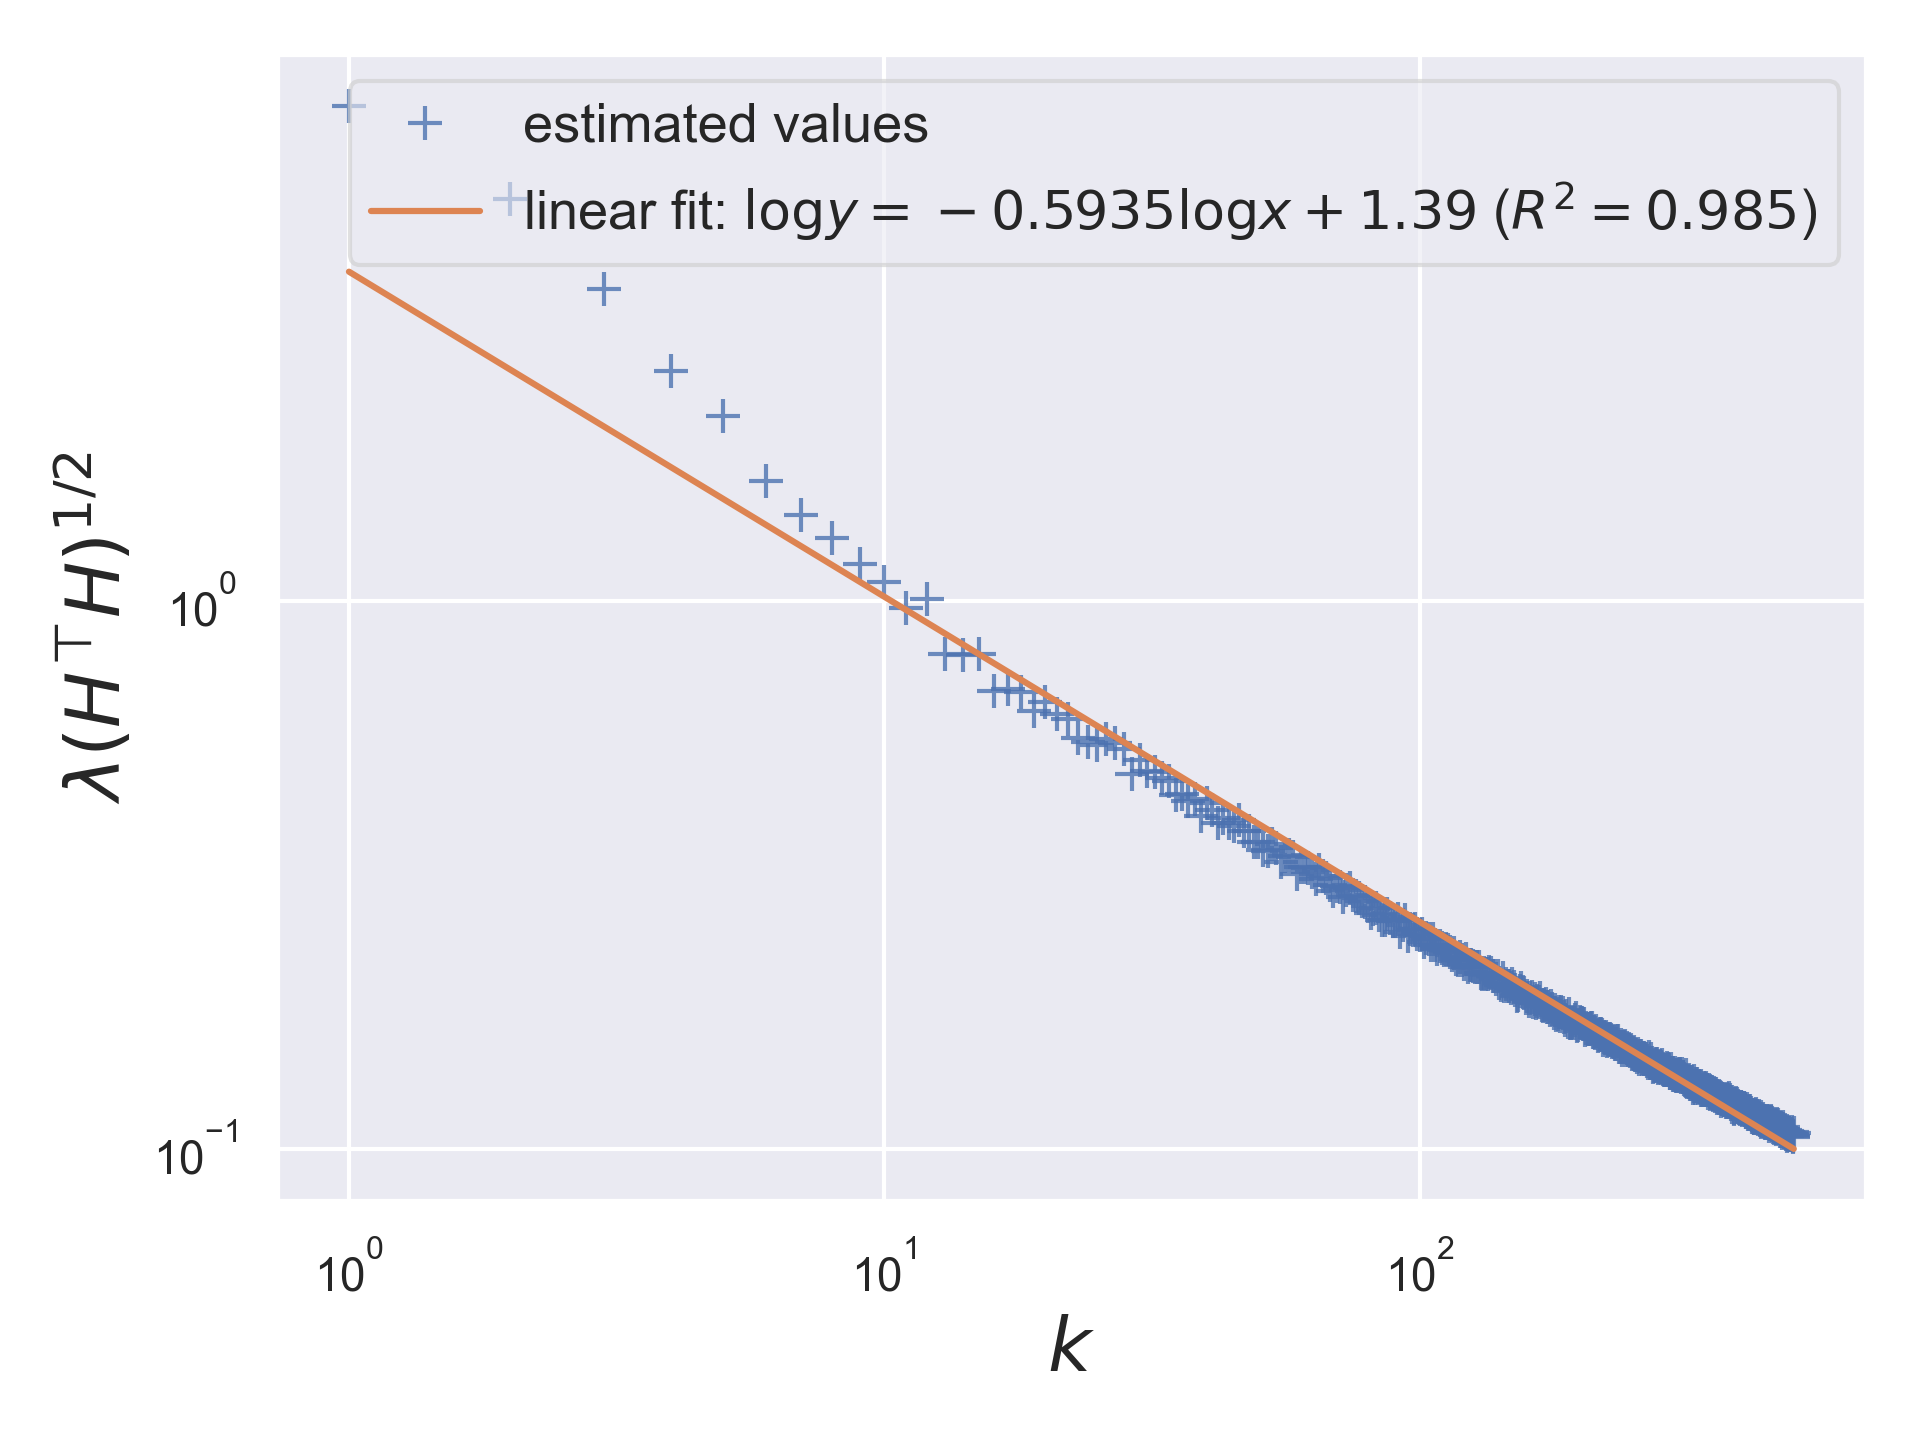 estimated values
linear fit: log y = −0.5935 log x + 1.39 (R² = 0.985)
λ(H⊤H)¹/²
10⁰
10⁻¹
10⁰ 10¹ 10²
k